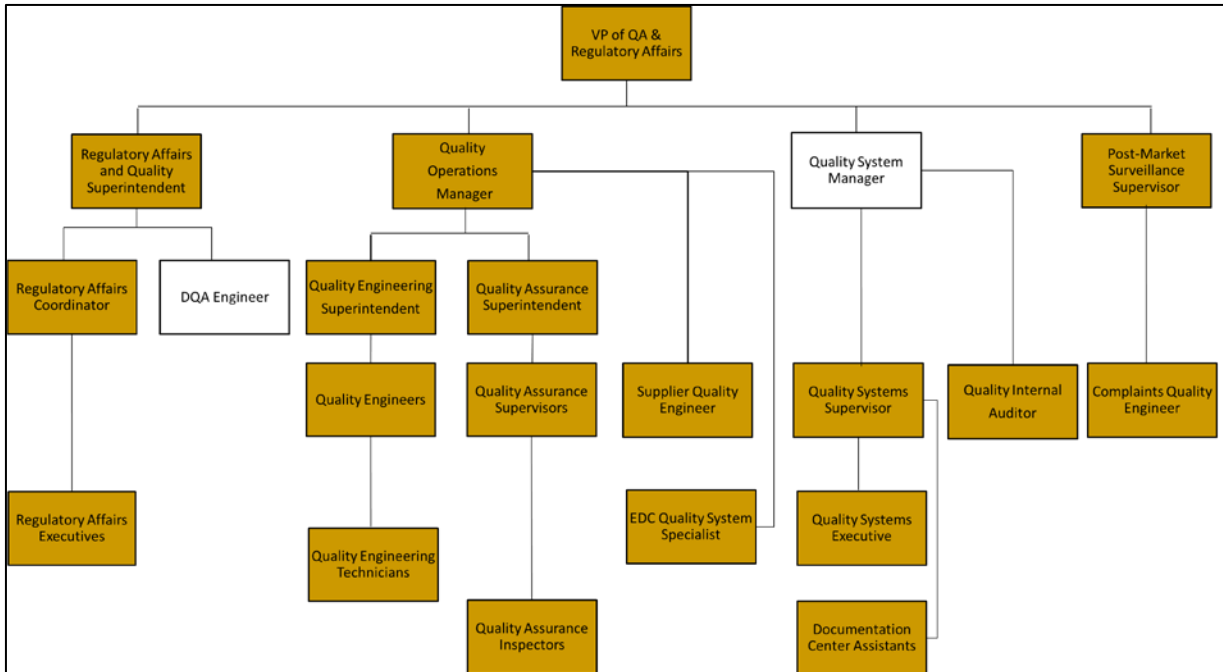 VP of QA &
Regulatory Affairs
Regulatory Affairs
and Quality
Superintendent
Quality
Operations
Manager
Quality System
Manager
Post-Market
Surveillance
Supervisor
Regulatory Affairs
Coordinator
DQA Engineer
Quality Engineering
Superintendent
Quality Assurance
Superintendent
Quality Engineers
Quality Assurance
Supervisors
Supplier Quality
Engineer
Quality Systems
Supervisor
Quality Internal
Auditor
Complaints Quality
Engineer
Regulatory Affairs
Executives
Quality Engineering
Technicians
EDC Quality System
Specialist
Quality Systems
Executive
Quality Assurance
Inspectors
Documentation
Center Assistants